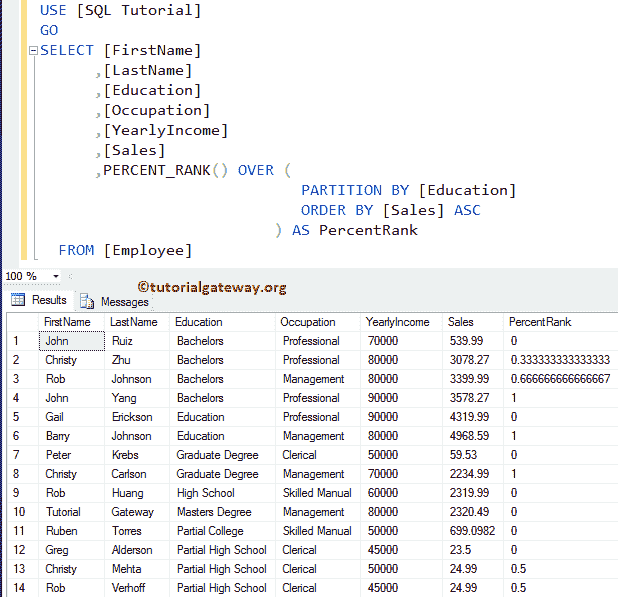 USE [SQL Tutorial]
GO
SELECT [FirstName]
,[LastName]
,[Education]
,[Occupation]
,[YearlyIncome]
,[Sales]
,PERCENT_RANK() OVER (
PARTITION BY [Education]
ORDER BY [Sales] ASC
) AS PercentRank
FROM [Employee]
100 %
©tutorialgateway.org
Results Messages
FirstName LastName Education Occupation YearlyIncome Sales PercentRank
1 John Ruiz Bachelors Professional 70000 539.99 0
2 Christy Zhu Bachelors Professional 80000 3078.27 0.333333333333333
3 Rob Johnson Bachelors Management 80000 3399.99 0.666666666666667
4 John Yang Bachelors Professional 90000 3578.27 1
5 Gail Erickson Education Professional 90000 4319.99 0
6 Barry Johnson Education Management 80000 4968.59 1
7 Peter Krebs Graduate Degree Clerical 50000 59.53 0
8 Christy Carlson Graduate Degree Management 70000 2234.99 1
9 Rob Huang High School Skilled Manual 60000 2319.99 0
10 Tutorial Gateway Masters Degree Management 80000 2320.49 0
11 Ruben Torres Partial College Skilled Manual 50000 699.0982 0
12 Greg Alderson Partial High School Clerical 45000 23.5 0
13 Christy Mehta Partial High School Clerical 50000 24.99 0.5
14 Rob Verhoff Partial High School Clerical 45000 24.99 0.5